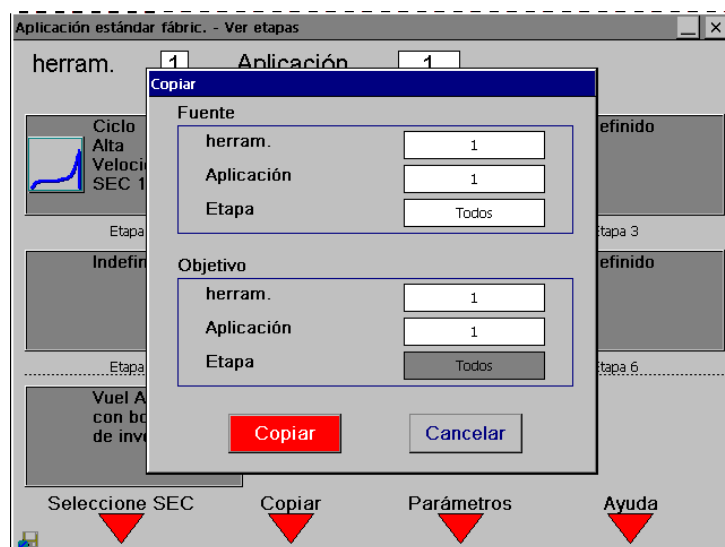 Aplicación estándar fábric. - Ver etapas
herram. 1 Aplicación 1
Copiar
Fuente
herram. 1
Aplicación 1
Etapa Todos
Objetivo
herram. 1
Aplicación 1
Etapa Todos
Copiar Cancelar
Ciclo
Alta
Veloci
SEC 1
Etapa
efinido
tapa 3
Indefin
Etapa
efinido
tapa 6
Vuel A
con bo
de inve
Seleccione SEC Copiar Parámetros Ayuda